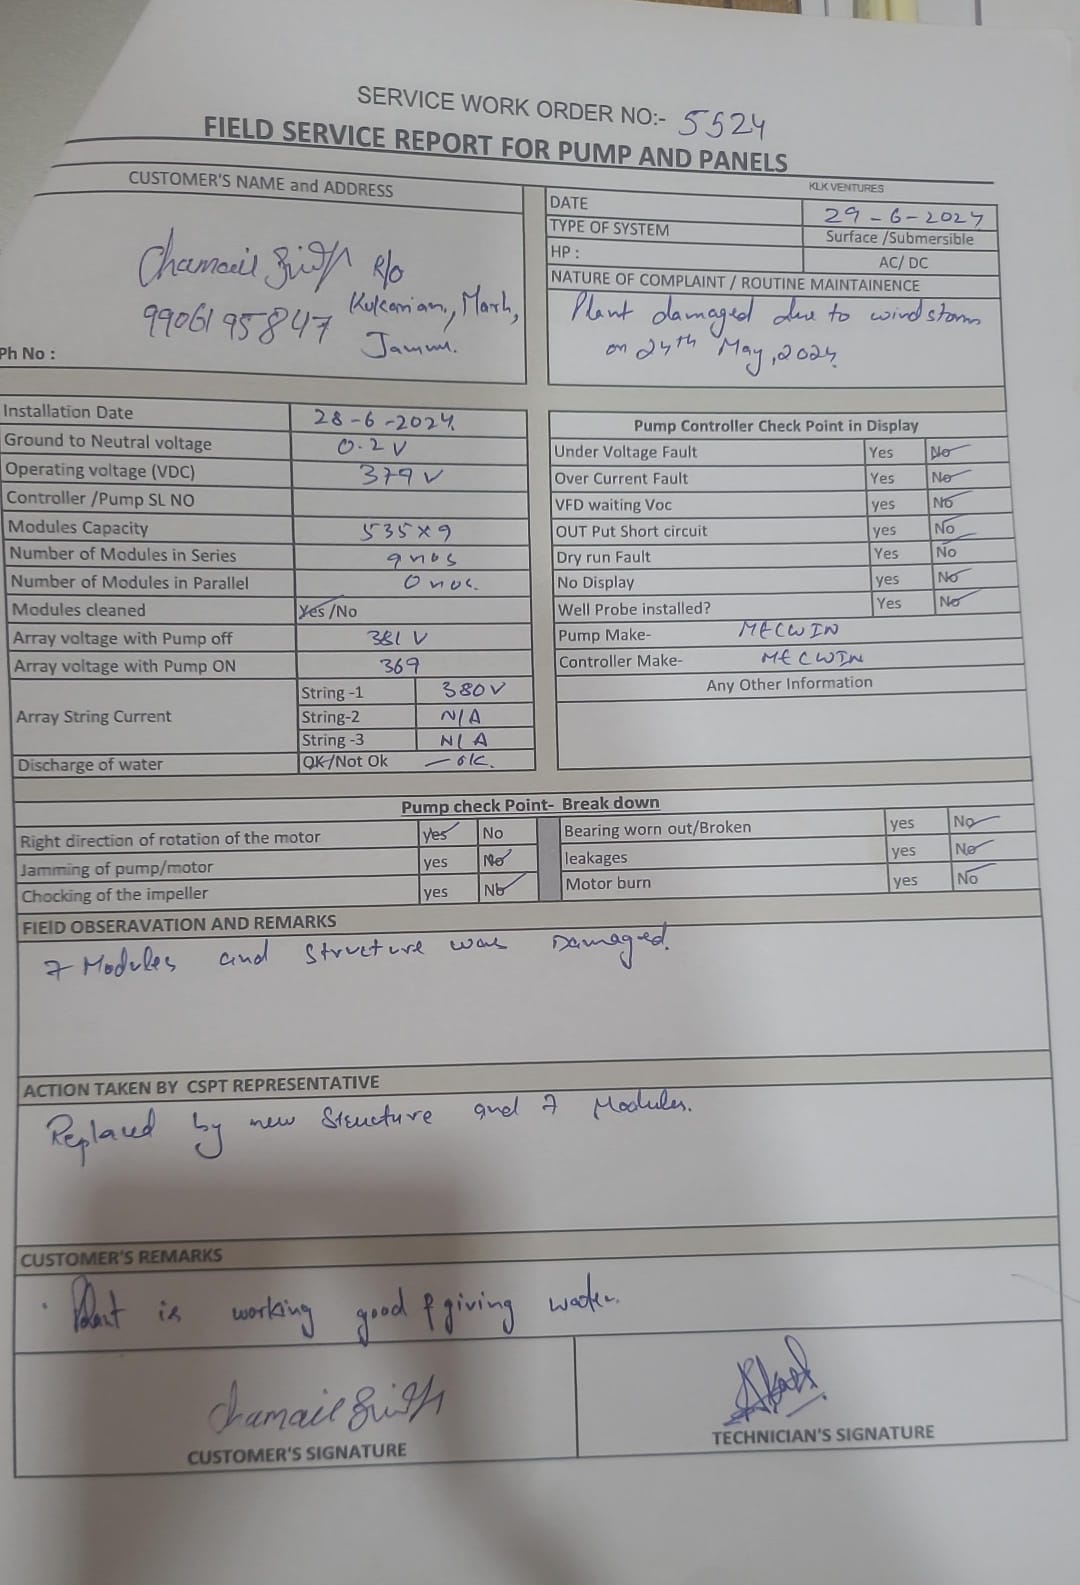 SERVICE WORK ORDER NO:- 5524
FIELD SERVICE REPORT FOR PUMP AND PANELS
KLK VENTURES
CUSTOMER'S NAME and ADDRESS
Chamail Singh R/o
9906195847 Kukarian, Marh,
Jammu.
Ph No :
DATE 29-6-2024
TYPE OF SYSTEM Surface /Submersible
HP : AC/ DC
NATURE OF COMPLAINT / ROUTINE MAINTAINENCE
Plant damaged due to windstorm
on 24th May, 2024
Installation Date 28-6-2024
Ground to Neutral voltage 0.2 V
Operating voltage (VDC) 379 V
Controller /Pump SL NO
Modules Capacity 535x9
Number of Modules in Series 9 nos
Number of Modules in Parallel 0 nos.
Modules cleaned Yes /No
Array voltage with Pump off 381 V
Array voltage with Pump ON 369
Array String Current
String -1 380V
String-2 N/A
String -3 N/A
Discharge of water OK/Not Ok — ok.
Pump Controller Check Point in Display
Under Voltage Fault Yes No
Over Current Fault Yes No
VFD waiting Voc yes No
OUT Put Short circuit yes No
Dry run Fault Yes No
No Display yes No
Well Probe installed? Yes No
Pump Make- MECWIN
Controller Make- MECWIN
Any Other Information
Pump check Point- Break down
Right direction of rotation of the motor yes No
Jamming of pump/motor yes No
Chocking of the impeller yes No
Bearing worn out/Broken yes No
leakages yes No
Motor burn yes No
FIElD OBSERAVATION AND REMARKS
7 Modules and Structure was Damaged.
ACTION TAKEN BY CSPT REPRESENTATIVE
Replaced by new Structure and 7 Modules.
CUSTOMER'S REMARKS
· Plant is working good & giving water.
Chamail Singh
CUSTOMER'S SIGNATURE
TECHNICIAN'S SIGNATURE